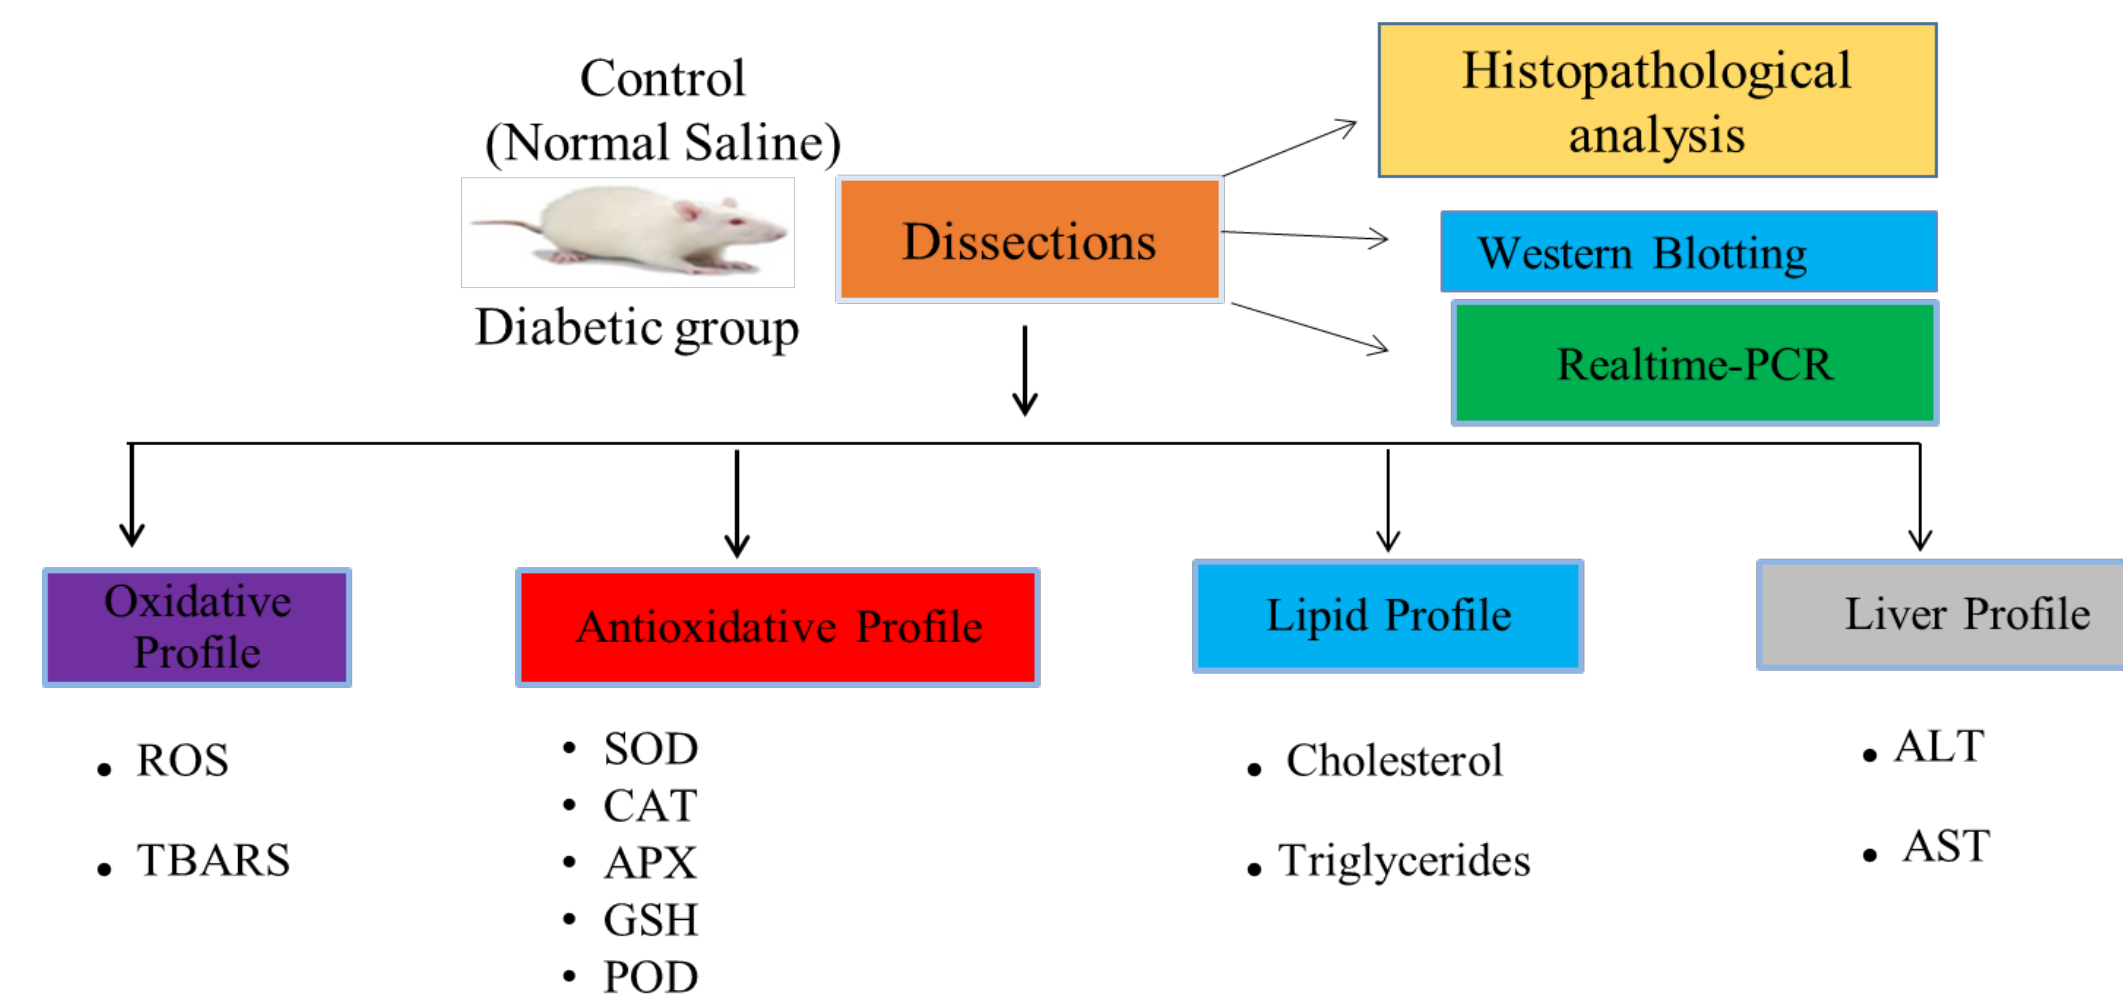 Control
(Normal Saline)
Diabetic group
Dissections
Histopathological
analysis
Western Blotting
Realtime-PCR
Oxidative
Profile
• ROS
• TBARS
Antioxidative Profile
• SOD
• CAT
• APX
• GSH
• POD
Lipid Profile
• Cholesterol
• Triglycerides
Liver Profile
• ALT
• AST